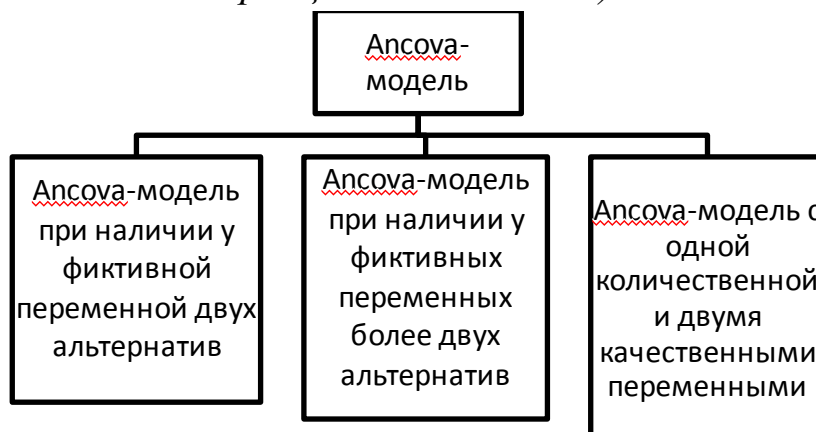 Ancova-
модель
Ancova-модель
при наличии у
фиктивной
переменной двух
альтернатив
Ancova-модель
при наличии у
фиктивных
переменных
более двух
альтернатив
Ancova-модель с
одной
количественной
и двумя
качественными
переменными